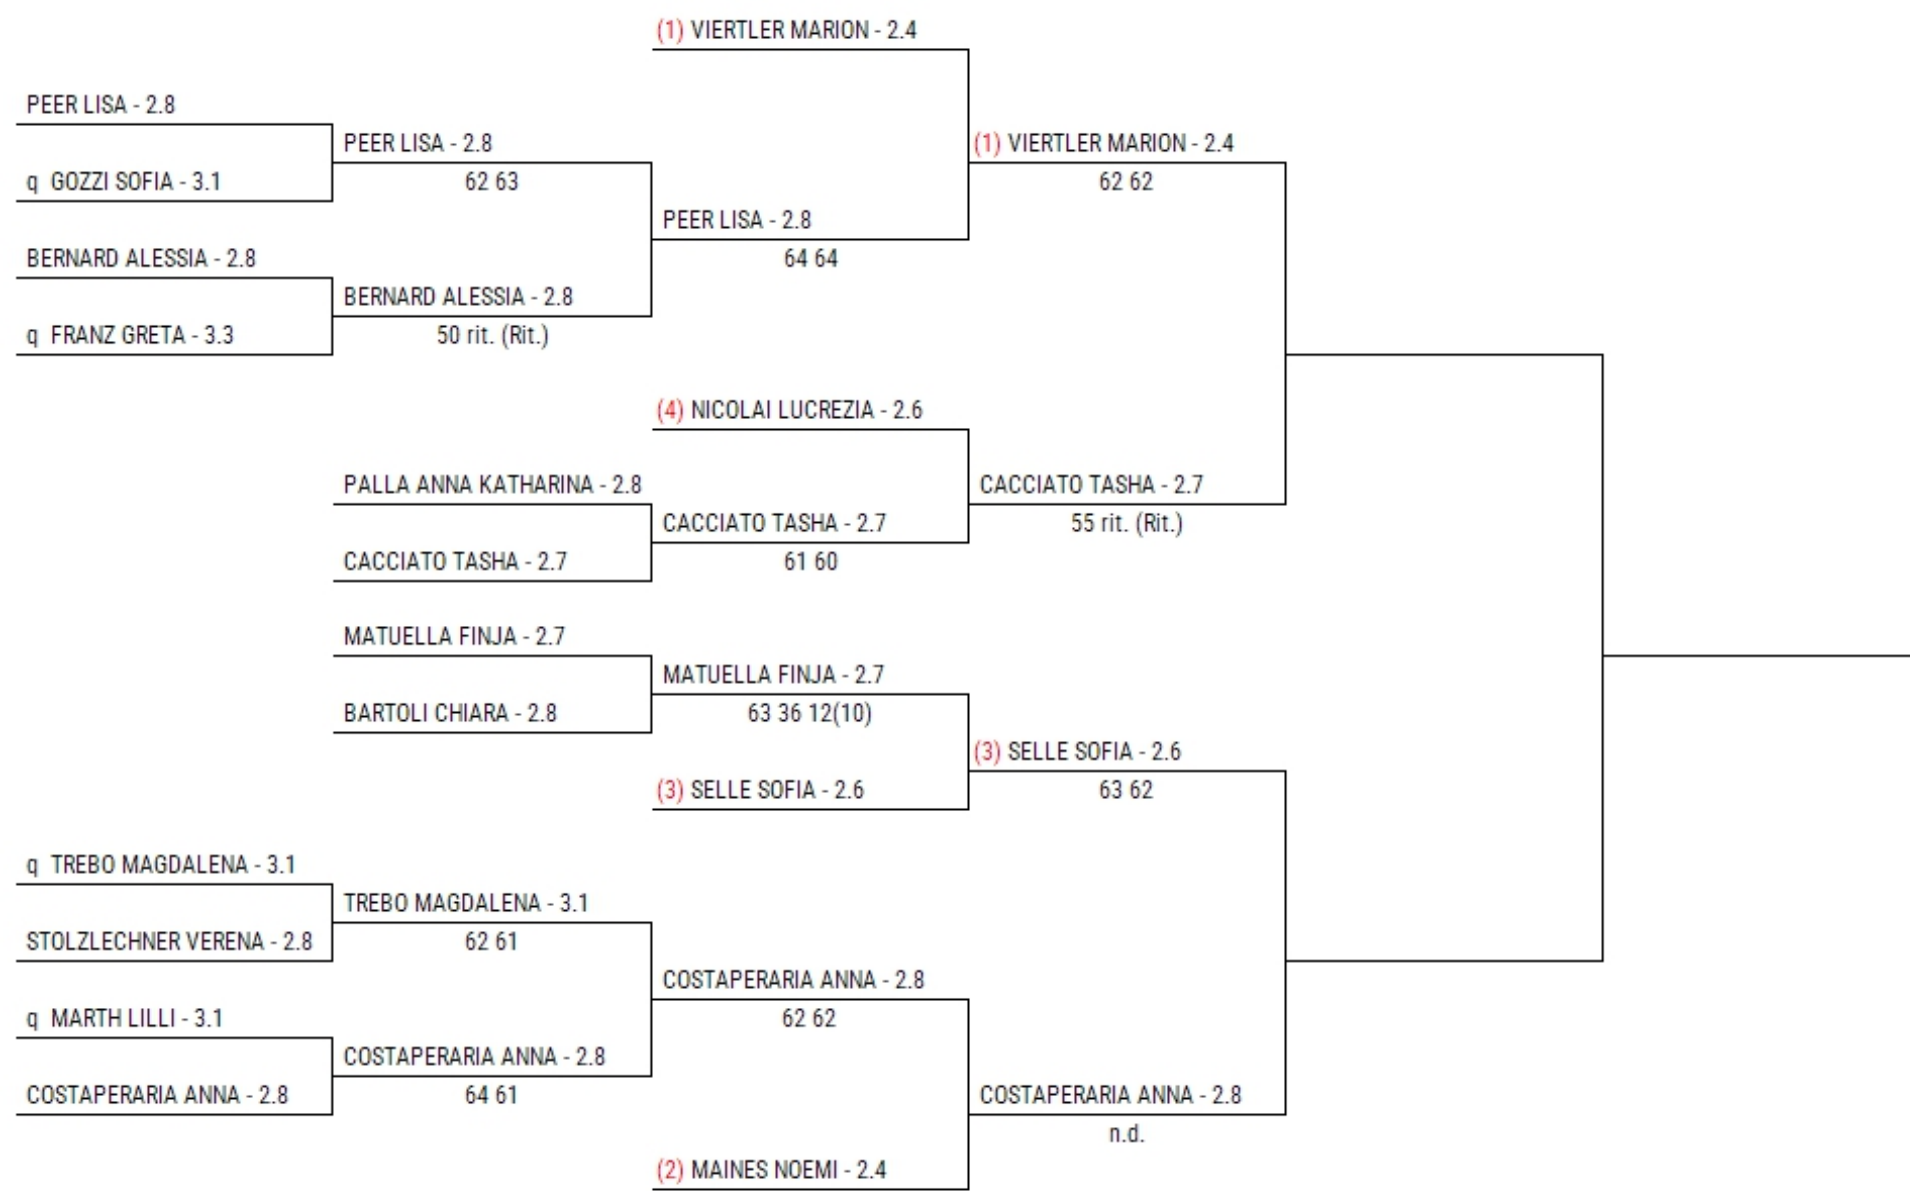 (1) VIERTLER MARION - 2.4
PEER LISA - 2.8
PEER LISA - 2.8
(1) VIERTLER MARION - 2.4
q GOZZI SOFIA - 3.1
62 63
62 62
PEER LISA - 2.8
BERNARD ALESSIA - 2.8
64 64
BERNARD ALESSIA - 2.8
q FRANZ GRETA - 3.3
50 rit. (Rit.)
(4) NICOLAI LUCREZIA - 2.6
PALLA ANNA KATHARINA - 2.8
CACCIATO TASHA - 2.7
CACCIATO TASHA - 2.7
55 rit. (Rit.)
CACCIATO TASHA - 2.7
61 60
MATUELLA FINJA - 2.7
MATUELLA FINJA - 2.7
BARTOLI CHIARA - 2.8
63 36 12(10)
(3) SELLE SOFIA - 2.6
(3) SELLE SOFIA - 2.6
63 62
q TREBO MAGDALENA - 3.1
TREBO MAGDALENA - 3.1
STOLZLECHNER VERENA - 2.8
62 61
COSTAPERARIA ANNA - 2.8
q MARTH LILLI - 3.1
62 62
COSTAPERARIA ANNA - 2.8
COSTAPERARIA ANNA - 2.8
64 61
COSTAPERARIA ANNA - 2.8
n.d.
(2) MAINES NOEMI - 2.4